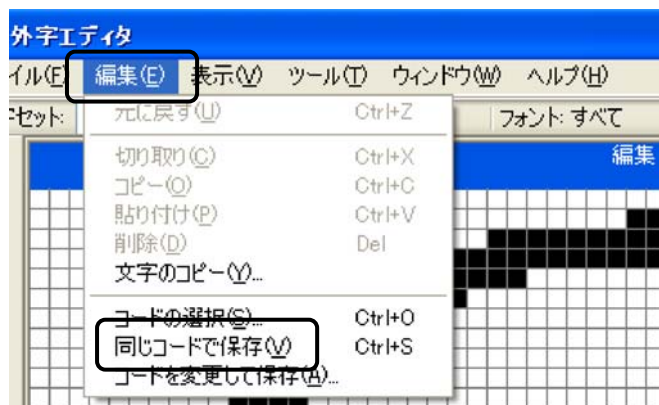 外字エディタ
イル(F) 編集(E) 表示(V) ツール(T) ウィンドウ(W) ヘルプ(H)
セット: フォント: すべて
元に戻す(U) Ctrl+Z
編集
切り取り(C) Ctrl+X
コピー(O) Ctrl+C
貼り付け(P) Ctrl+V
削除(D) Del
文字のコピー(Y)...
コードの選択(S)... Ctrl+O
同じコードで保存(V) Ctrl+S
コードを変更して保存(A)...